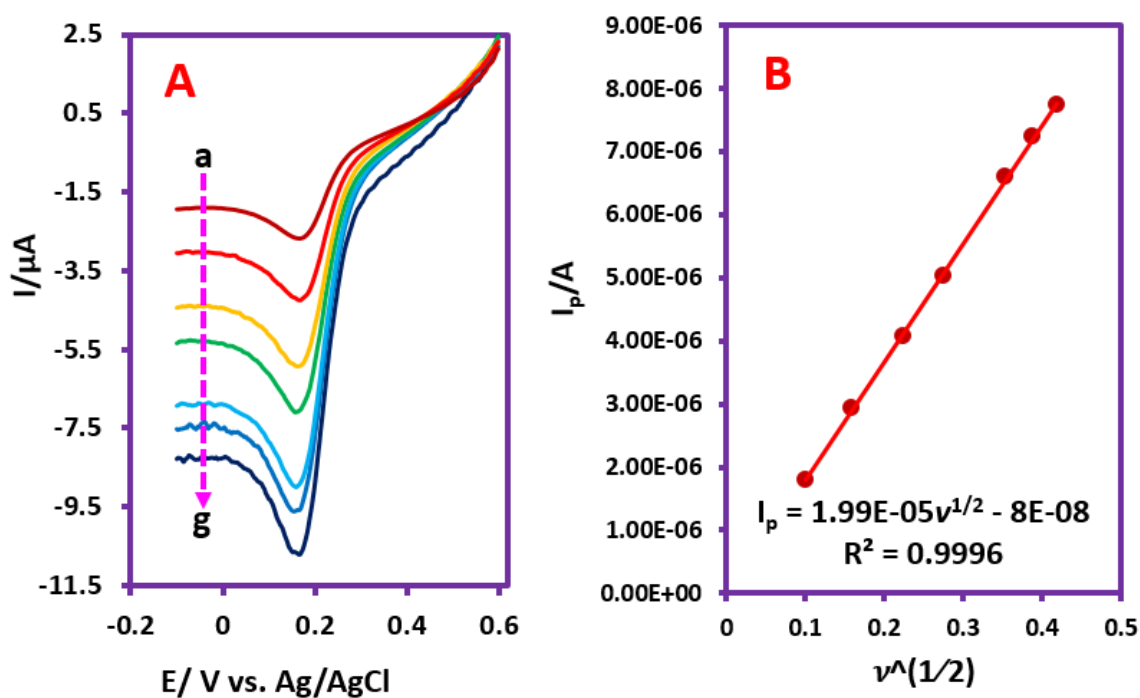 A
2.5
0.5
-1.5
-3.5
-5.5
-7.5
-9.5
-11.5
I/µA
a
g
-0.2 0 0.2 0.4 0.6
E/ V vs. Ag/AgCl
B
9.00E-06
8.00E-06
7.00E-06
6.00E-06
5.00E-06
4.00E-06
3.00E-06
2.00E-06
1.00E-06
0.00E+00
Iₚ/A
Iₚ = 1.99E-05v¹ᐟ² - 8E-08
R² = 0.9996
0 0.1 0.2 0.3 0.4 0.5
v^(1⁄2)